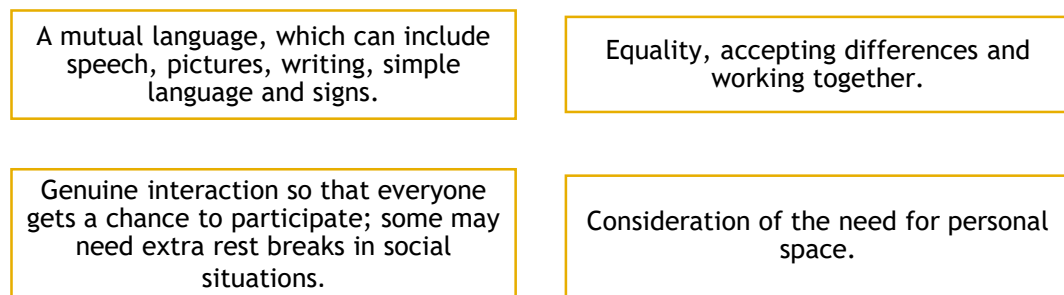 A mutual language, which can include
speech, pictures, writing, simple
language and signs.
Equality, accepting differences and
working together.
Genuine interaction so that everyone
gets a chance to participate; some may
need extra rest breaks in social
situations.
Consideration of the need for personal
space.